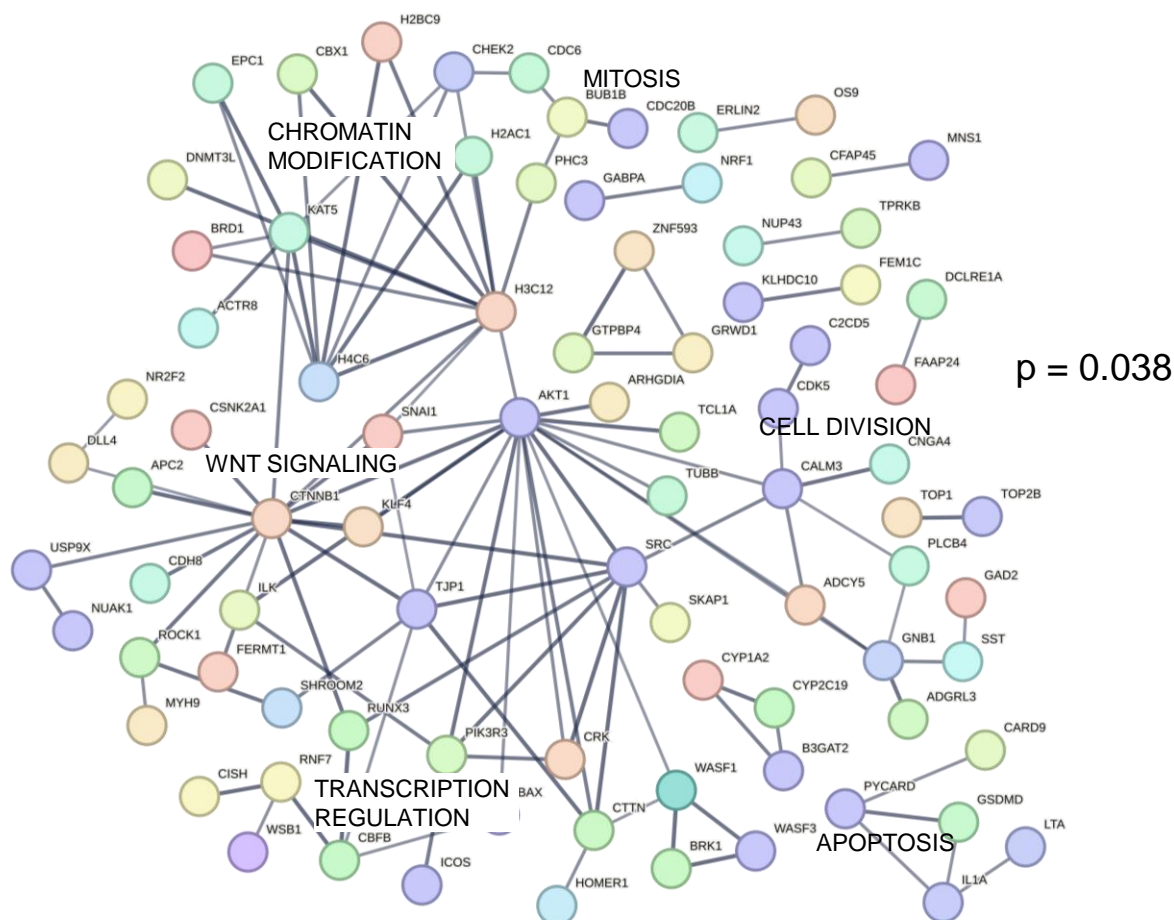 H2BC9
CBX1
CHEK2
CDC6
EPC1
MITOSIS
BUB1B
OS9
CDC20B
ERLIN2
CHROMATIN
MODIFICATION
H2AC1
MNS1
CFAP45
DNMT3L
PHC3
NRF1
GABPA
KAT5
TPRKB
NUP43
BRD1
ZNF593
FEM1C
KLHDC10
DCLRE1A
ACTR8
H3C12
C2CD5
GTPBP4
GRWD1
H4C6
FAAP24
p = 0.038
NR2F2
ARHGDIA
CDK5
AKT1
CSNK2A1
SNAI1
TCL1A
CELL DIVISION
CNGA4
DLL4
WNT SIGNALING
APC2
TUBB
CALM3
CTNNB1
KLF4
TOP1
TOP2B
USP9X
CDH8
SRC
PLCB4
ILK
TJP1
ADCY5
GAD2
NUAK1
SKAP1
ROCK1
GNB1
SST
FERMT1
CYP1A2
SHROOM2
CYP2C19
ADGRL3
MYH9
RUNX3
PIK3R3
CRK
B3GAT2
CARD9
RNF7
CISH
WASF1
TRANSCRIPTION
REGULATION
BAX
PYCARD
GSDMD
CTTN
WSB1
CBFB
WASF3
LTA
APOPTOSIS
BRK1
ICOS
IL1A
HOMER1